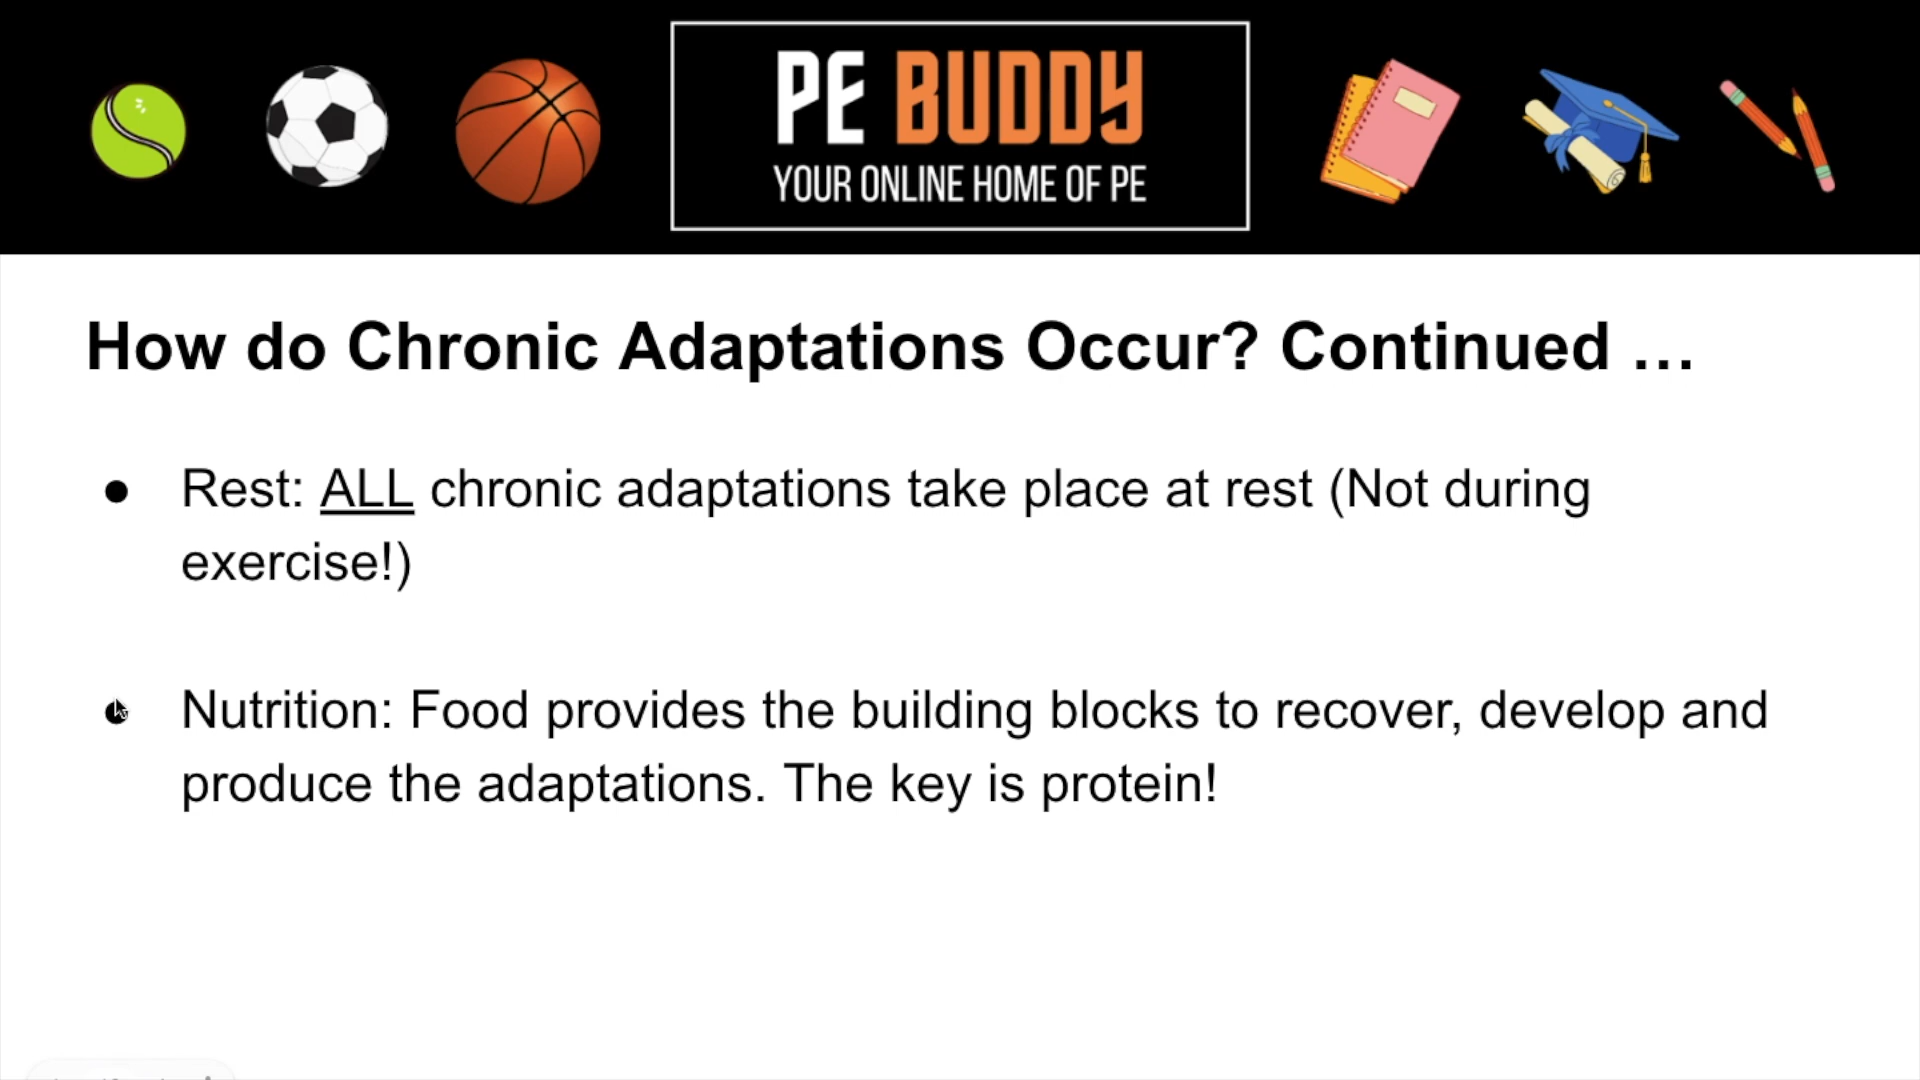 PE BUDDY
YOUR ONLINE HOME OF PE
How do Chronic Adaptations Occur? Continued …
● Rest: ALL chronic adaptations take place at rest (Not during
exercise!)
● Nutrition: Food provides the building blocks to recover, develop and
produce the adaptations. The key is protein!